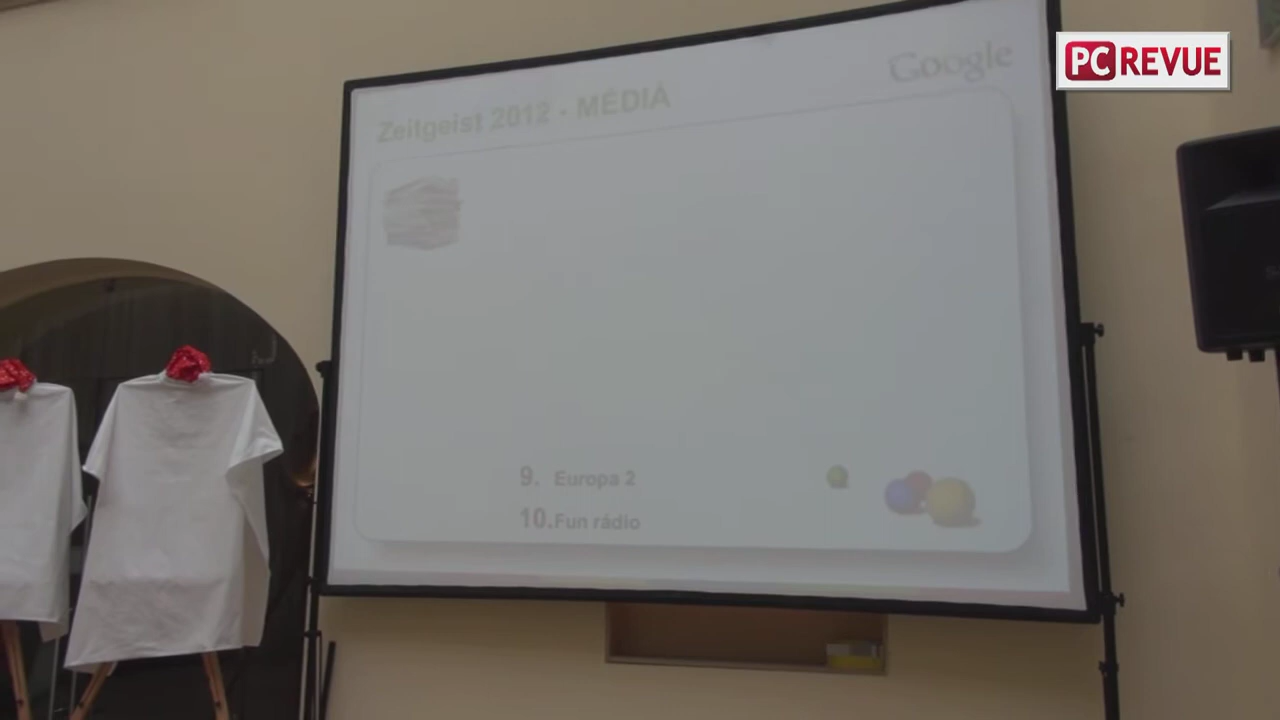 PC REVUE
Google
Zeitgeist 2012 - MÉDIÁ
9. Europa 2
10. Fun rádio